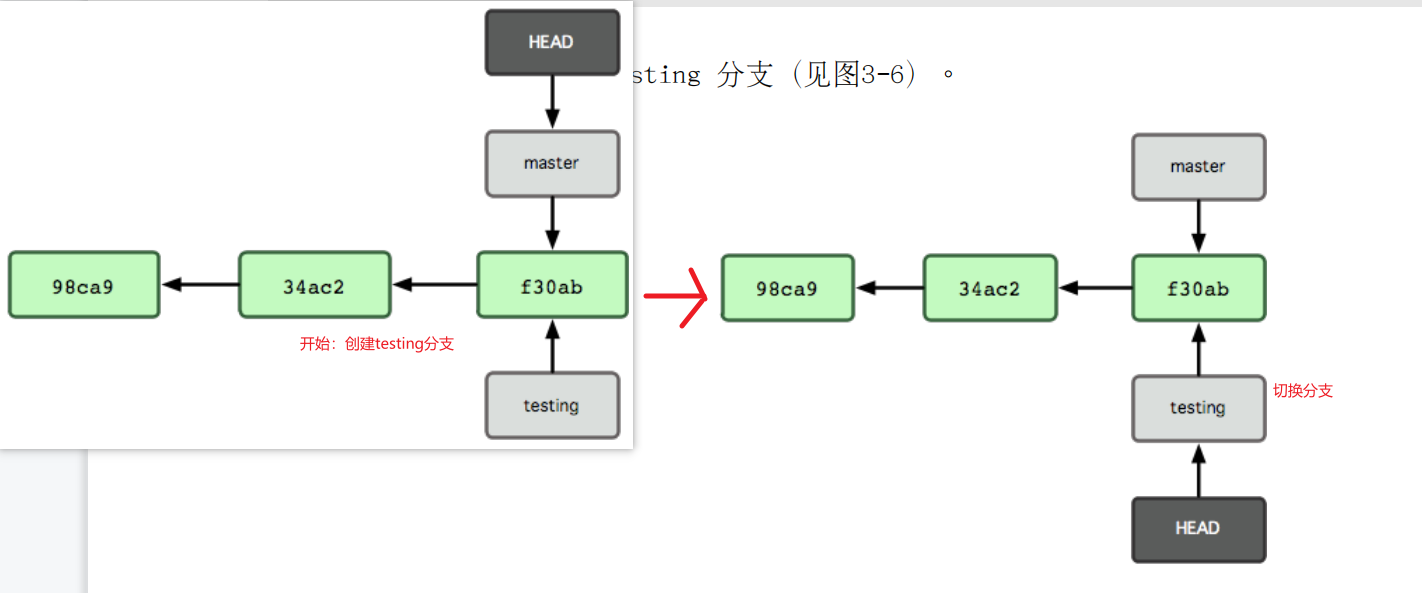 HEAD
sting 分支（见图3-6）。
master
master
98ca9
34ac2
f30ab
98ca9
34ac2
f30ab
开始：创建testing分支
testing
切换分支
testing
HEAD